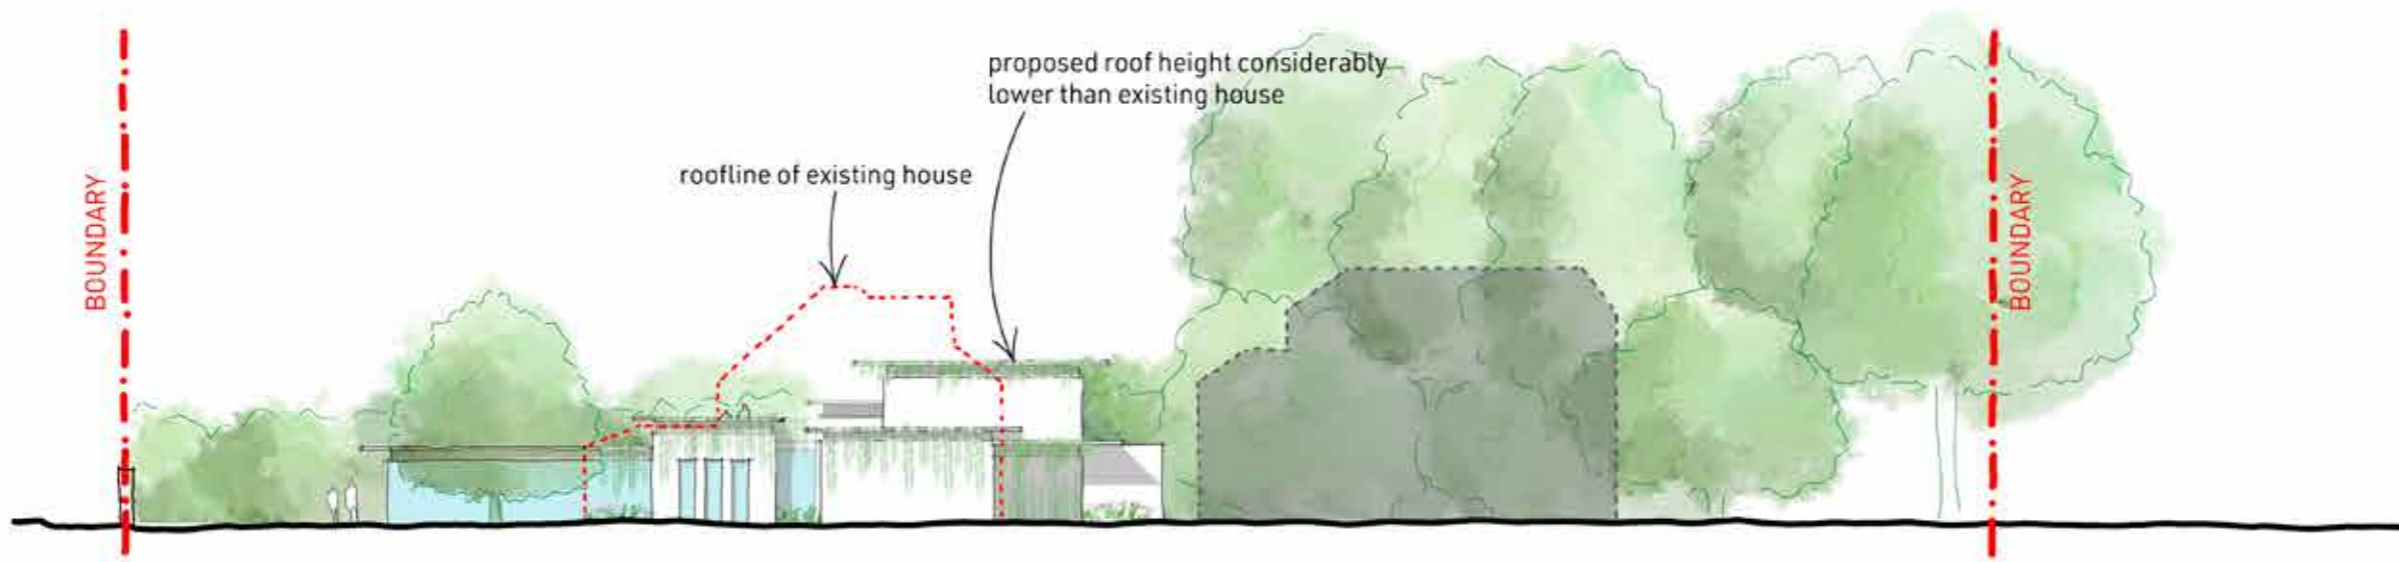 proposed roof height considerably
lower than existing house
roofline of existing house
BOUNDARY
BOUNDARY